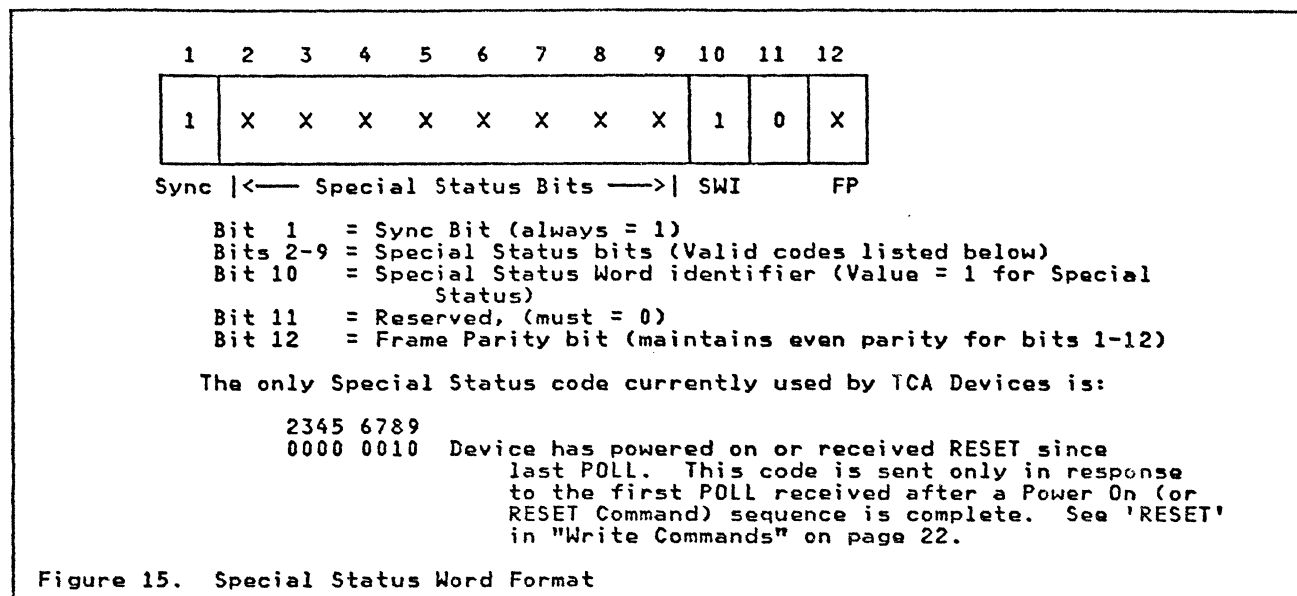 1 2 3 4 5 6 7 8 9 10 11 12
1 X X X X X X X X 1 0 X
Sync |<— Special Status Bits —>| SWI FP
Bit 1 = Sync Bit (always = 1)
Bits 2-9 = Special Status bits (Valid codes listed below)
Bit 10 = Special Status Word identifier (Value = 1 for Special
Status)
Bit 11 = Reserved, (must = 0)
Bit 12 = Frame Parity bit (maintains even parity for bits 1-12)
The only Special Status code currently used by TCA Devices is:
2345 6789
0000 0010 Device has powered on or received RESET since
last POLL. This code is sent only in response
to the first POLL received after a Power On (or
RESET Command) sequence is complete. See 'RESET'
in "Write Commands" on page 22.
Figure 15. Special Status Word Format